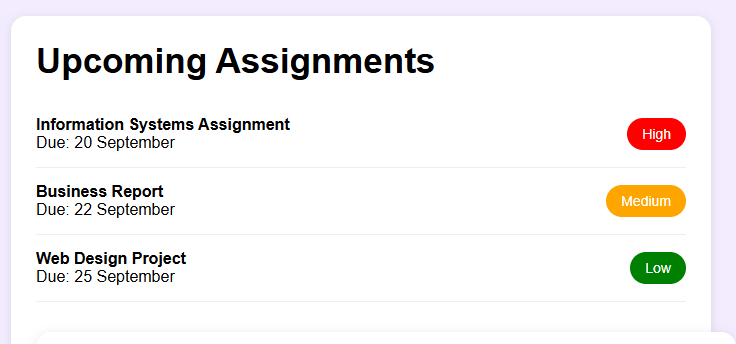 Upcoming Assignments
Information Systems Assignment
High
Due: 20 September
Business Report
Medium
Due: 22 September
Web Design Project
Low
Due: 25 September